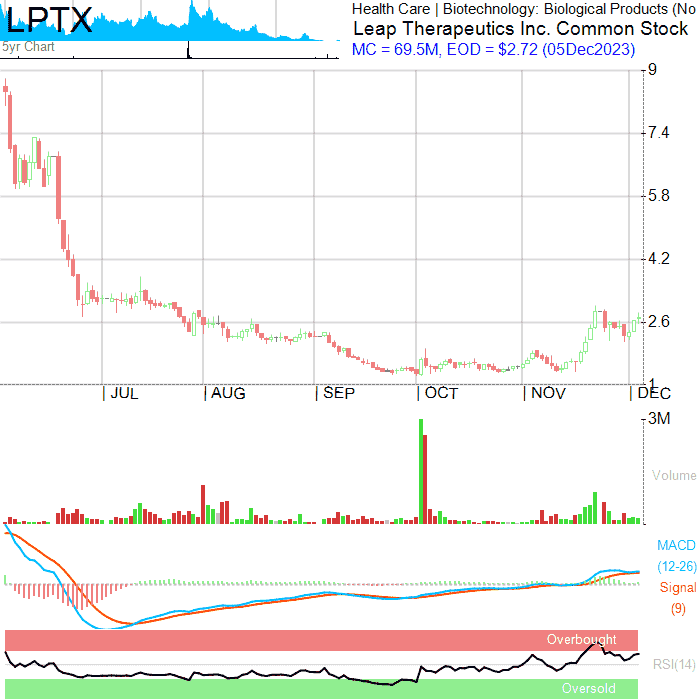 LPTX
Health Care | Biotechnology: Biological Products (No
Leap Therapeutics Inc. Common Stock
5yr Chart
MC = 69.5M, EOD = $2.72 (05Dec2023)
9
7.4
5.8
4.2
2.6
1
| JUL | AUG | SEP | OCT | NOV | DEC
3M
Volume
MACD
(12-26)
Signal
(9)
Overbought
RSI(14)
Oversold